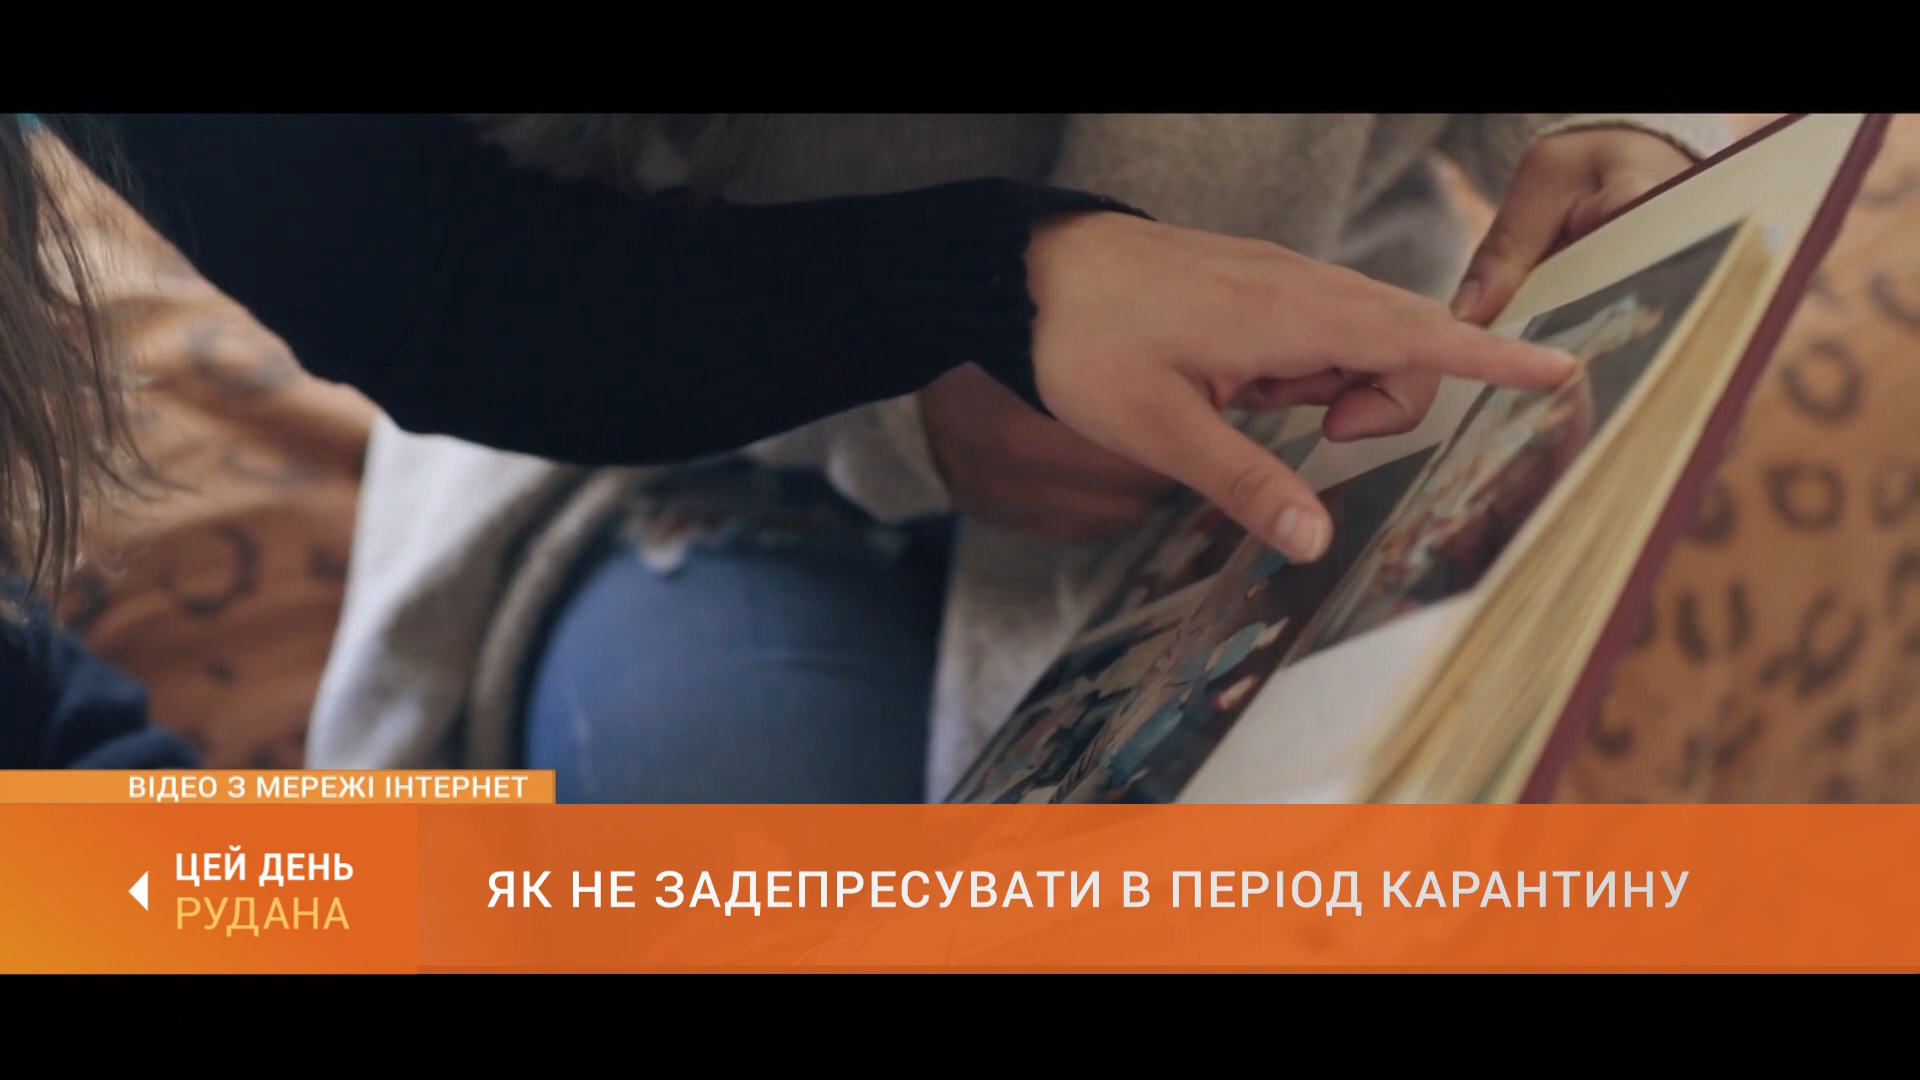 ВІДЕО З МЕРЕЖІ ІНТЕРНЕТ
ЦЕЙ ДЕНЬ
РУДАНА
ЯК НЕ ЗАДЕПРЕСУВАТИ В ПЕРІОД КАРАНТИНУ